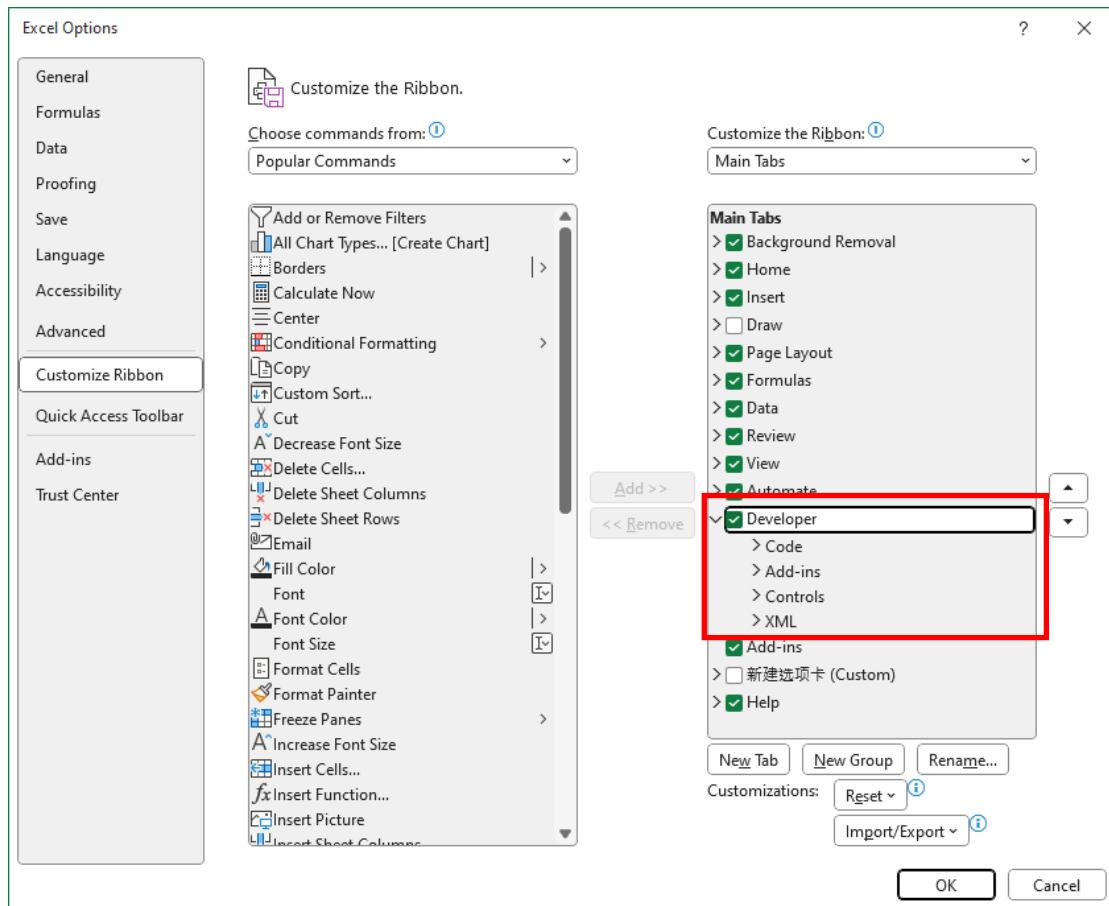 Excel Options
?
General
Formulas
Data
Proofing
Save
Language
Accessibility
Advanced
Customize Ribbon
Quick Access Toolbar
Add-ins
Trust Center
Customize the Ribbon.
Choose commands from:
Popular Commands
Add or Remove Filters
All Chart Types... [Create Chart]
Borders
Calculate Now
Center
Conditional Formatting
Copy
Custom Sort...
Cut
Decrease Font Size
Delete Cells...
Delete Sheet Columns
Delete Sheet Rows
Email
Fill Color
Font
Font Color
Font Size
Format Cells
Format Painter
Freeze Panes
Increase Font Size
Insert Cells...
Insert Function...
Insert Picture
Insert Sheet Columns
Add >>
<< Remove
Customize the Ribbon:
Main Tabs
Main Tabs
Background Removal
Home
Insert
Draw
Page Layout
Formulas
Data
Review
View
Automate
Developer
Code
Add-ins
Controls
XML
Add-ins
新建选项卡 (Custom)
Help
New Tab
New Group
Rename...
Customizations:
Reset
Import/Export
OK
Cancel